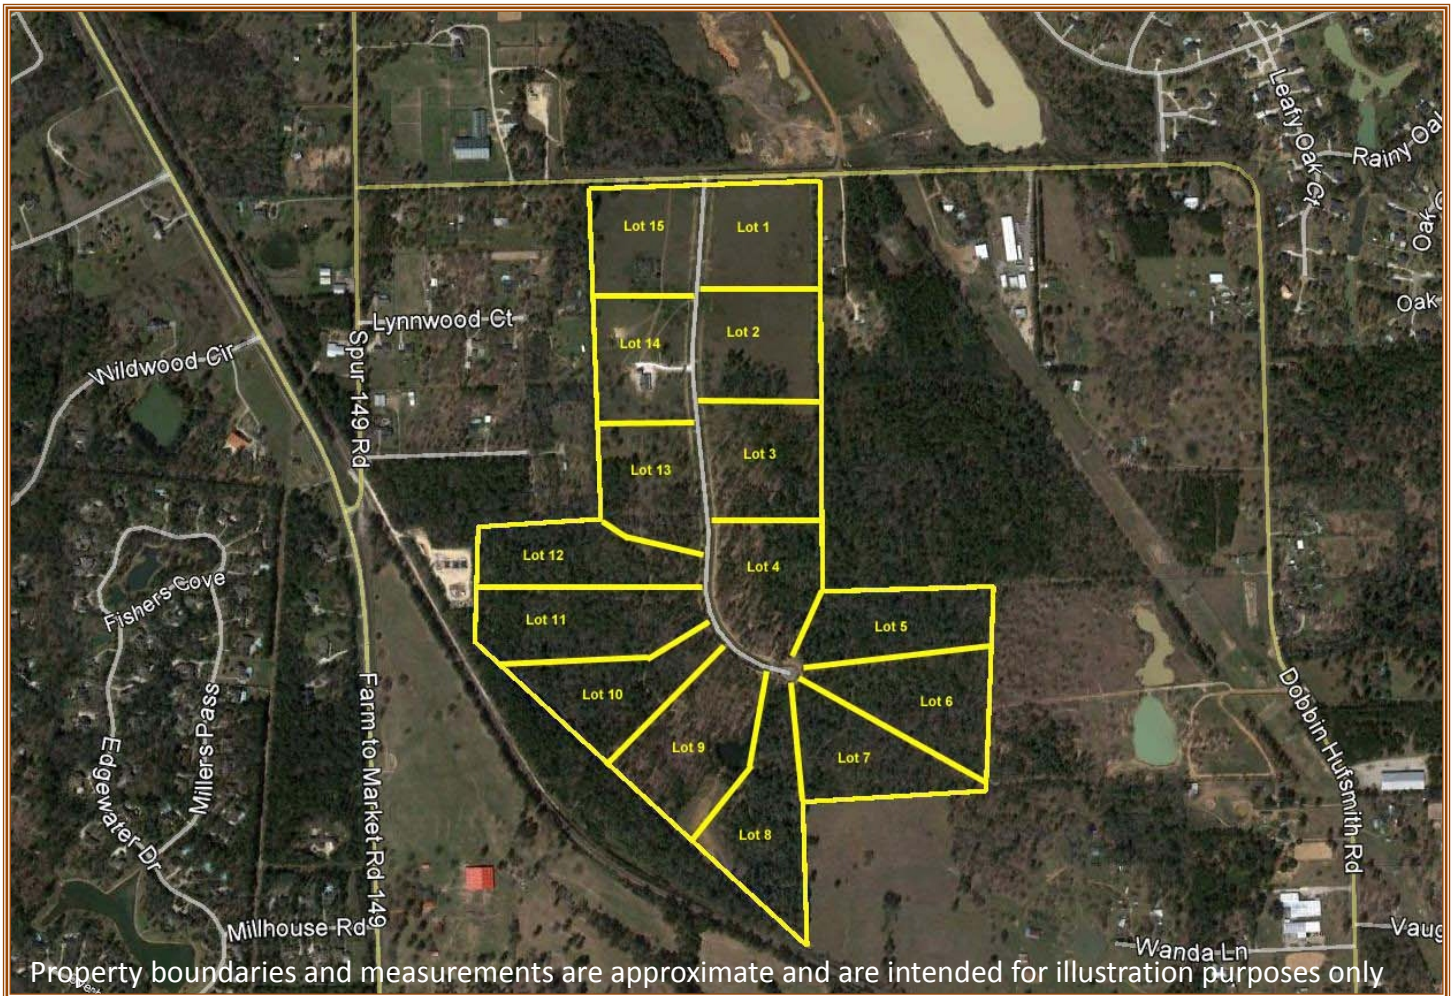 Leafy Oak Ct
Rainy Oak
Oak
Lot 15
Lot 1
Oak
Lynnwood Ct
Lot 2
Wildwood Cir
Lot 14
Spur 149 Rd
Lot 13
Lot 3
Lot 12
Lot 4
Fishers Cove
Lot 11
Lot 5
Lot 10
Lot 6
Millers Pass
Farm to Market Rd 149
Lot 9
Lot 7
Dobbin Hufsmith Rd
Edgewater Dr
Lot 8
Millhouse Rd
Wanda Ln
Vaug
Property boundaries and measurements are approximate and are intended for illustration purposes only